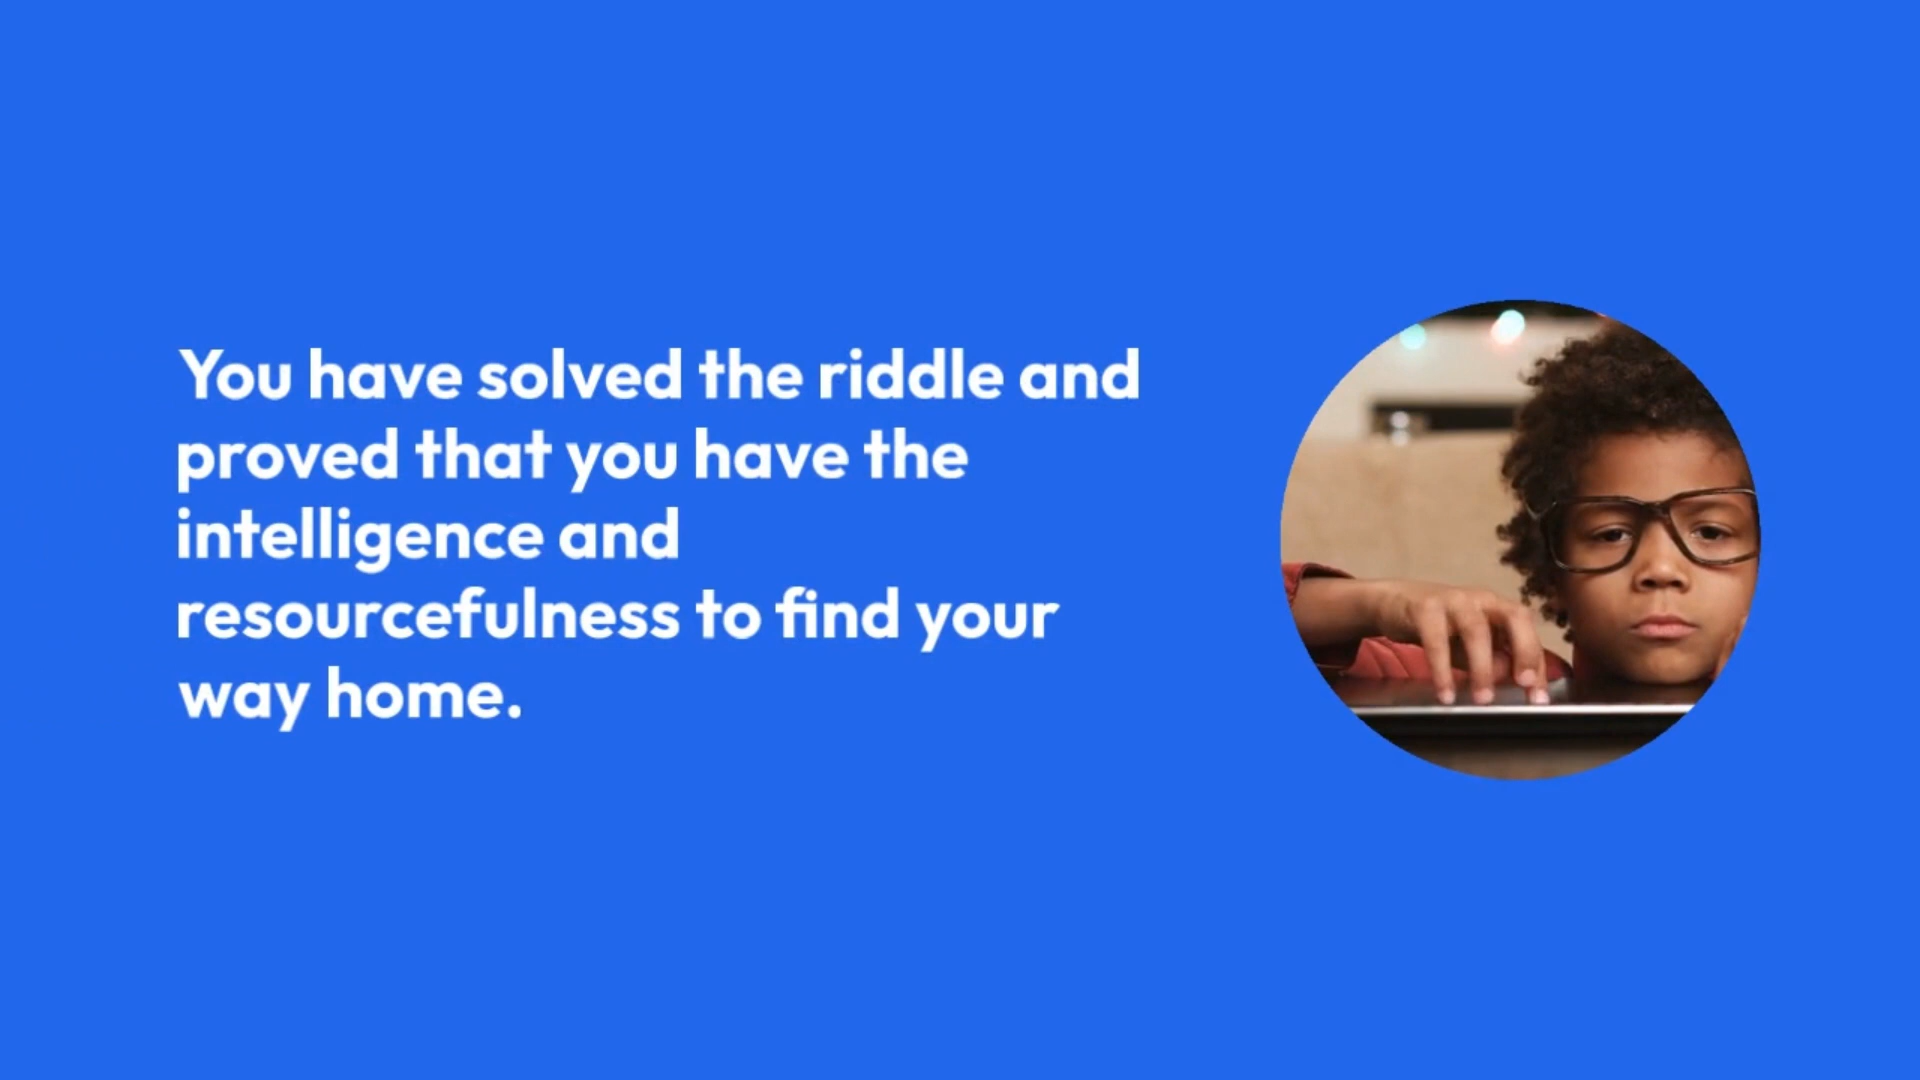 You have solved the riddle and
proved that you have the
intelligence and
resourcefulness to find your
way home.